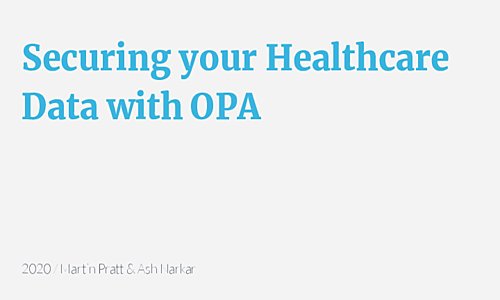 Securing your Healthcare
Data with OPA
2020 / Martin Pratt & Ash Narkar